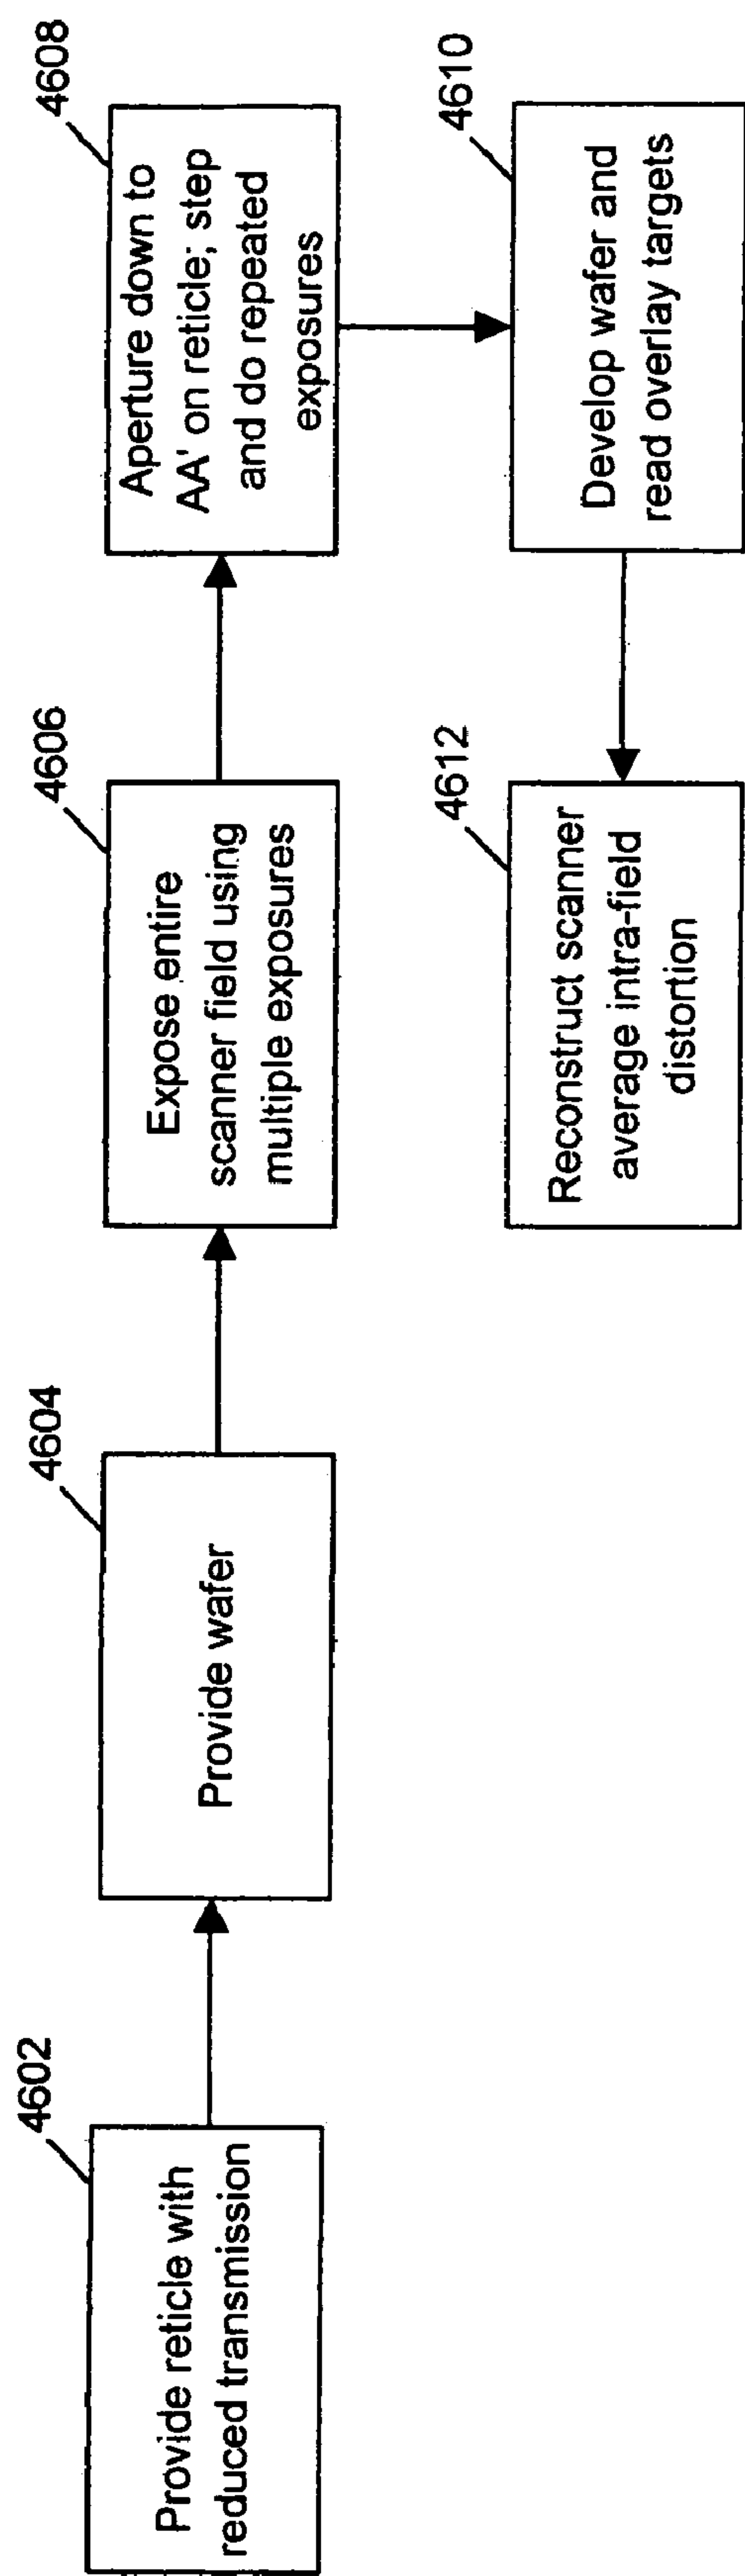 4602
Provide reticle with
reduced transmission
4604
Provide wafer
4606
Expose entire
scanner field using
multiple exposures
4608
Aperture down to
AA' on reticle; step
and do repeated
exposures
4610
Develop wafer and
read overlay targets
4612
Reconstruct scanner
average intra-field
distortion